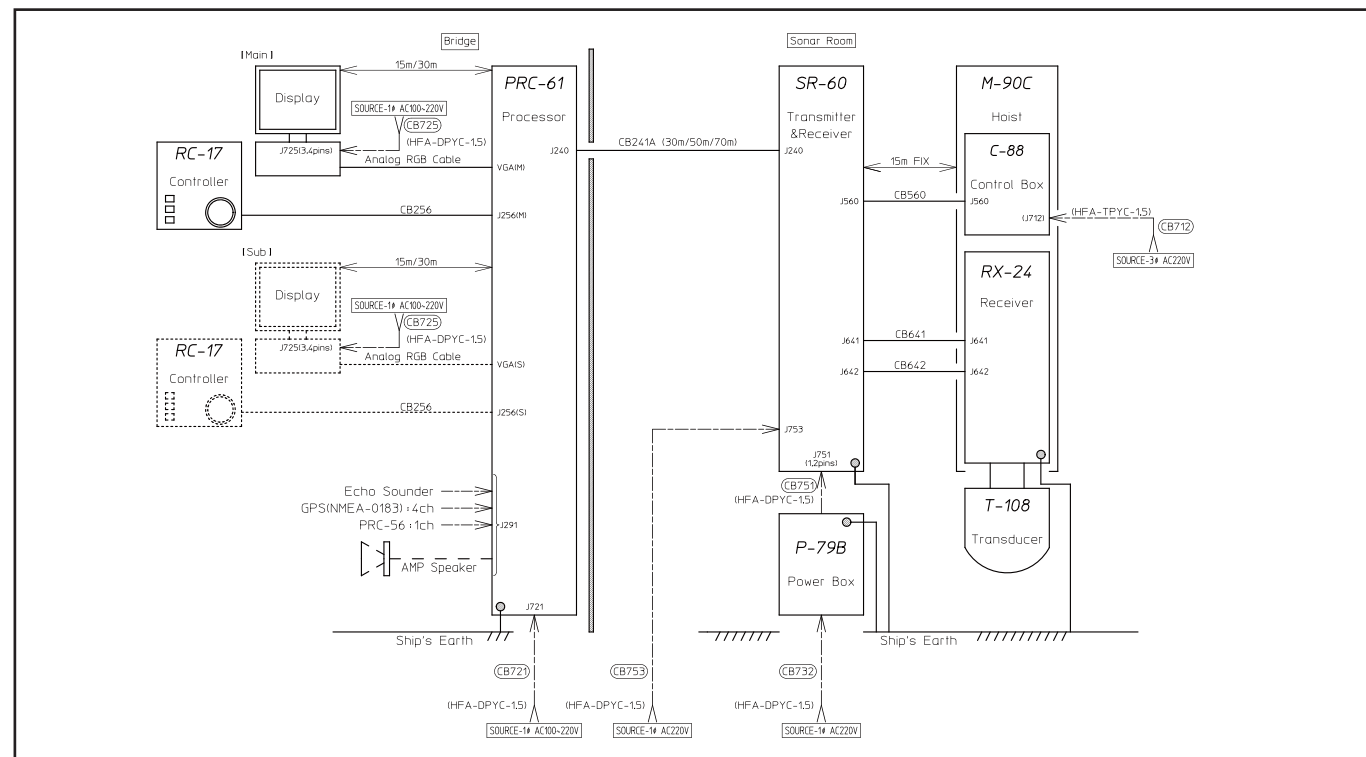 Bridge
Sonar Room
[Main]
15m/30m
PRC-61
Processor
Display
SOURCE-1φ AC100~220V
CB725
(HFA-DPYC-1.5)
J725(3,4pins)
Analog RGB Cable
VGA(M)
J240
CB241A (30m/50m/70m)
RC-17
Controller
CB256
J256(M)
[Sub]
15m/30m
Display
SOURCE-1φ AC100~220V
CB725
(HFA-DPYC-1.5)
J725(3,4pins)
Analog RGB Cable
VGA(S)
RC-17
Controller
CB256
J256(S)
Echo Sounder
GPS(NMEA-0183):4ch
PRC-56:1ch
J291
AMP Speaker
J721
Ship's Earth
CB721
(HFA-DPYC-1.5)
SOURCE-1φ AC100~220V
SR-60
Transmitter
&Receiver
J240
15m FIX
J560
CB560
J641
CB641
J642
CB642
J753
J751
(1,2pins)
CB751
(HFA-DPYC-1.5)
P-79B
Power Box
CB753
(HFA-DPYC-1.5)
SOURCE-1φ AC220V
CB732
(HFA-DPYC-1.5)
SOURCE-1φ AC220V
M-90C
Hoist
C-88
Control Box
J560
(J712)
(HFA-TPYC-1.5)
CB712
SOURCE-3φ AC220V
RX-24
Receiver
J641
J642
T-108
Transducer
Ship's Earth